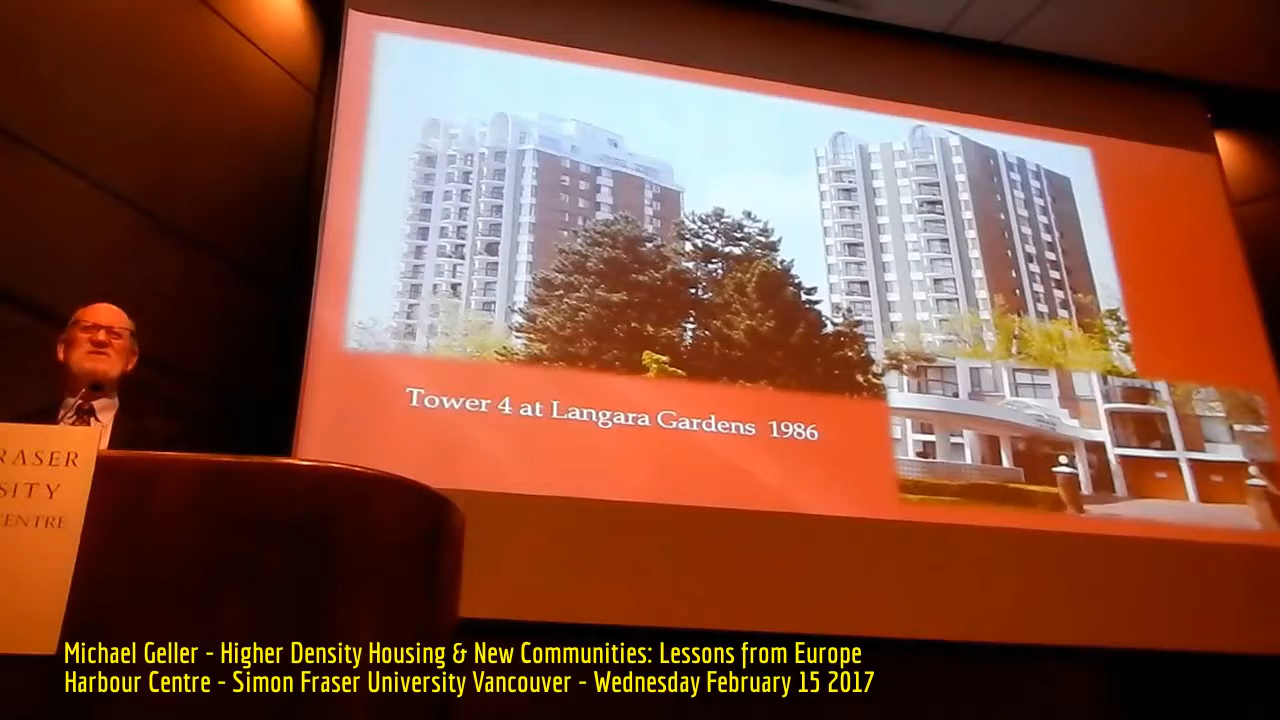 Tower 4 at Langara Gardens 1986
RASER
SITY
CENTRE
Michael Geller - Higher Density Housing & New Communities: Lessons from Europe
Harbour Centre - Simon Fraser University Vancouver - Wednesday February 15 2017